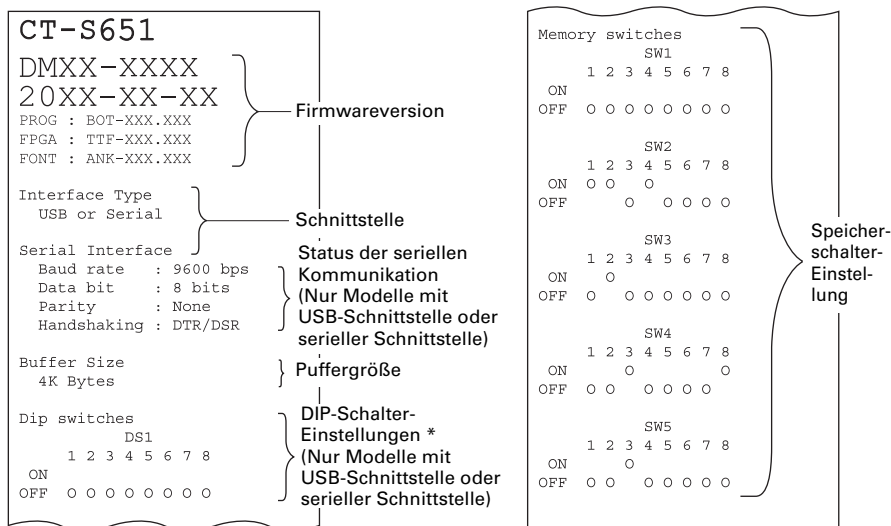 CT-S651
DMXX-XXXX
20XX-XX-XX
PROG : BOT-XXX.XXX
FPGA : TTF-XXX.XXX
FONT : ANK-XXX.XXX
Firmwareversion
Interface Type
USB or Serial
Schnittstelle
Serial Interface
Baud rate : 9600 bps
Data bit : 8 bits
Parity : None
Handshaking : DTR/DSR
Status der seriellen
Kommunikation
(Nur Modelle mit
USB-Schnittstelle oder
serieller Schnittstelle)
Buffer Size
4K Bytes
Puffergröße
Dip switches
DS1
1 2 3 4 5 6 7 8
ON
OFF O O O O O O O O
DIP-Schalter-
Einstellungen *
(Nur Modelle mit
USB-Schnittstelle oder
serieller Schnittstelle)
Memory switches
SW1
1 2 3 4 5 6 7 8
ON
OFF O O O O O O O O
SW2
1 2 3 4 5 6 7 8
ON O O O
OFF O O O O O
SW3
1 2 3 4 5 6 7 8
ON O
OFF O O O O O O O
SW4
1 2 3 4 5 6 7 8
ON O O
OFF O O O O O O
SW5
1 2 3 4 5 6 7 8
ON O
OFF O O O O O O O
Speicher-
schalter-
Einstel-
lung